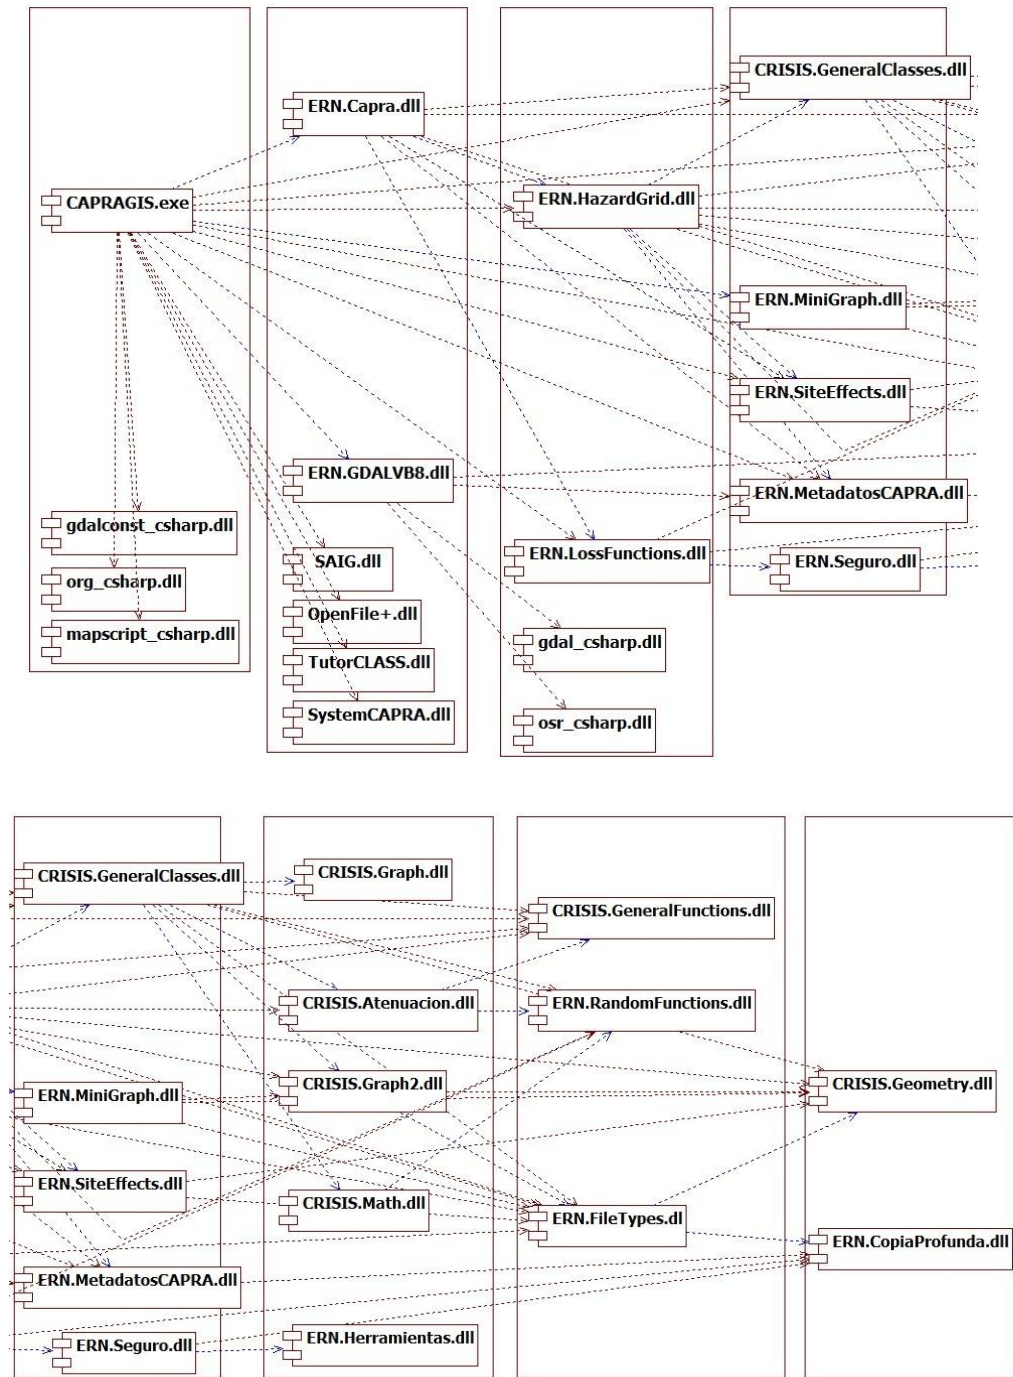 CAPRAGIS.exe
gdalconst_csharp.dll
org_csharp.dll
mapscript_csharp.dll
ERN.Capra.dll
ERN.GDALVB8.dll
SAIG.dll
OpenFile+.dll
TutorCLASS.dll
SystemCAPRA.dll
ERN.HazardGrid.dll
ERN.LossFunctions.dll
gdal_csharp.dll
osr_csharp.dll
CRISIS.GeneralClasses.dll
ERN.MiniGraph.dll
ERN.SiteEffects.dll
ERN.MetadatosCAPRA.dll
ERN.Seguro.dll
CRISIS.GeneralClasses.dll
ERN.MiniGraph.dll
ERN.SiteEffects.dll
ERN.MetadatosCAPRA.dll
ERN.Seguro.dll
CRISIS.Graph.dll
CRISIS.Atenuacion.dll
CRISIS.Graph2.dll
CRISIS.Math.dll
ERN.Herramientas.dll
CRISIS.GeneralFunctions.dll
ERN.RandomFunctions.dll
ERN.FileTypes.dl
CRISIS.Geometry.dll
ERN.CopiaProfunda.dll